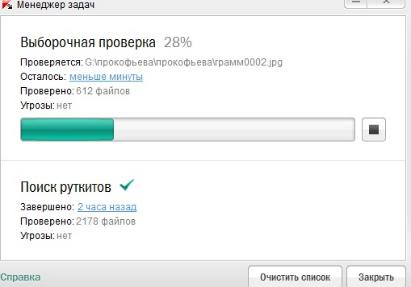 Менеджер задач
Выборочная проверка 28%
Проверяется: G:\прокофьева\прокофьева\грамм0002.jpg
Осталось: меньше минуты
Проверено: 612 файлов
Угрозы: нет
Поиск руткитов
Завершено: 2 часа назад
Проверено: 2178 файлов
Угрозы: нет
Справка
Очистить список
Закрыть